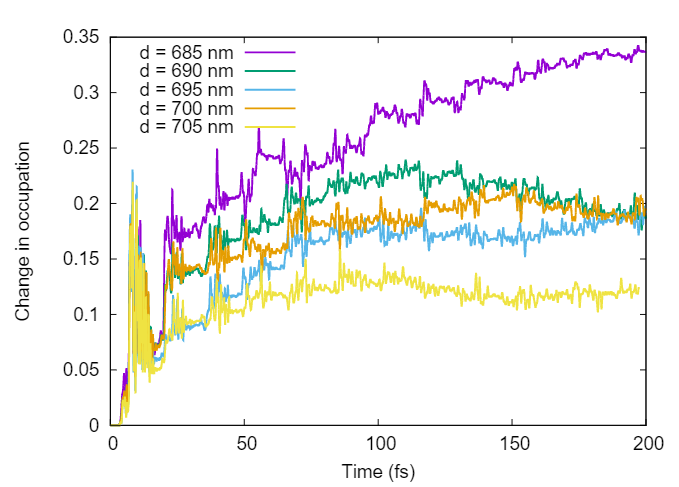 0.35
0.3
0.25
0.2
0.15
0.1
0.05
0
0
50
100
150
200
Change in occupation
Time (fs)
d = 685 nm
d = 690 nm
d = 695 nm
d = 700 nm
d = 705 nm